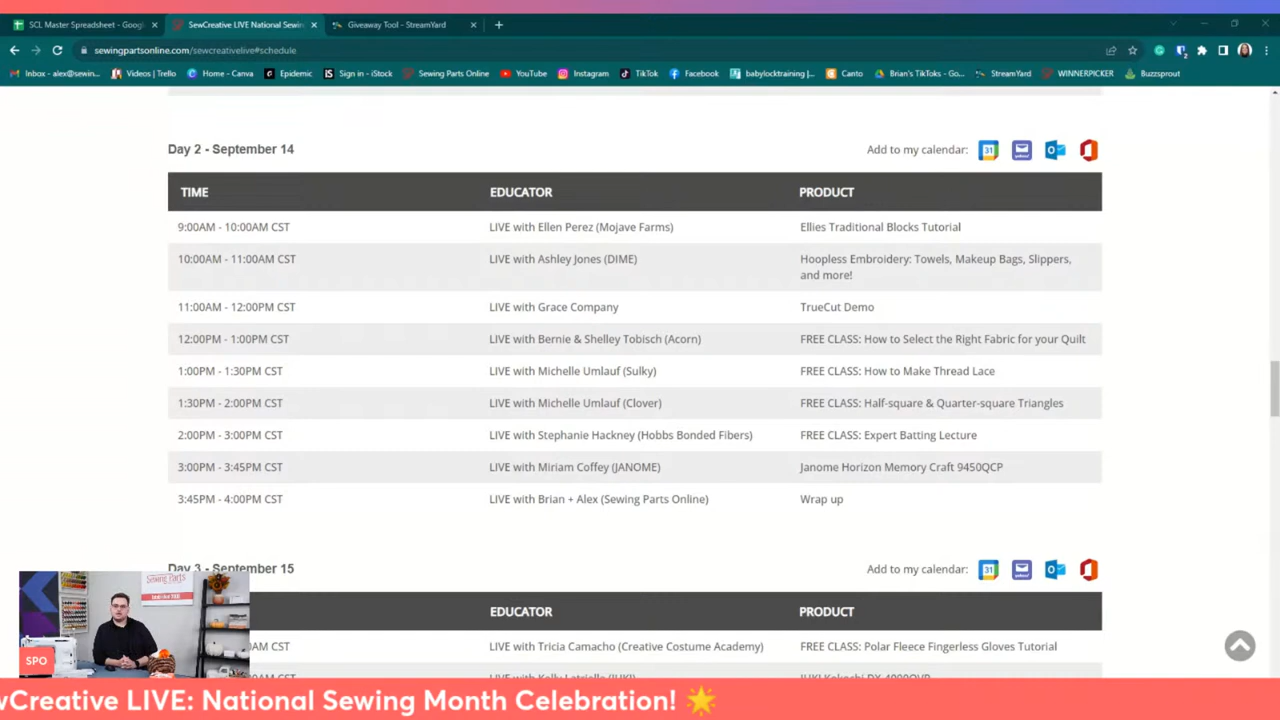 SCL Master Spreadsheet - Google
SewCreative LIVE National Sewin
Giveaway Tool - StreamYard
sewingpartsonline.com/sewcreativelive#schedule
Inbox - alex@sewin... Videos | Trello Home - Canva Epidemic Sign in - iStock Sewing Parts Online YouTube Instagram TikTok Facebook babylocktraining |... Canto Brian's TikToks - Go... StreamYard WINNERPICKER Buzzsprout
Day 2 - September 14 Add to my calendar:
TIME EDUCATOR PRODUCT
9:00AM - 10:00AM CST LIVE with Ellen Perez (Mojave Farms) Ellies Traditional Blocks Tutorial
10:00AM - 11:00AM CST LIVE with Ashley Jones (DIME) Hoopless Embroidery: Towels, Makeup Bags, Slippers,
and more!
11:00AM - 12:00PM CST LIVE with Grace Company TrueCut Demo
12:00PM - 1:00PM CST LIVE with Bernie & Shelley Tobisch (Acorn) FREE CLASS: How to Select the Right Fabric for your Quilt
1:00PM - 1:30PM CST LIVE with Michelle Umlauf (Sulky) FREE CLASS: How to Make Thread Lace
1:30PM - 2:00PM CST LIVE with Michelle Umlauf (Clover) FREE CLASS: Half-square & Quarter-square Triangles
2:00PM - 3:00PM CST LIVE with Stephanie Hackney (Hobbs Bonded Fibers) FREE CLASS: Expert Batting Lecture
3:00PM - 3:45PM CST LIVE with Miriam Coffey (JANOME) Janome Horizon Memory Craft 9450QCP
3:45PM - 4:00PM CST LIVE with Brian + Alex (Sewing Parts Online) Wrap up
Day 3 - September 15 Add to my calendar:
EDUCATOR PRODUCT
AM CST LIVE with Tricia Camacho (Creative Costume Academy) FREE CLASS: Polar Fleece Fingerless Gloves Tutorial
Sewing Parts
SPO
wCreative LIVE: National Sewing Month Celebration! 🌟